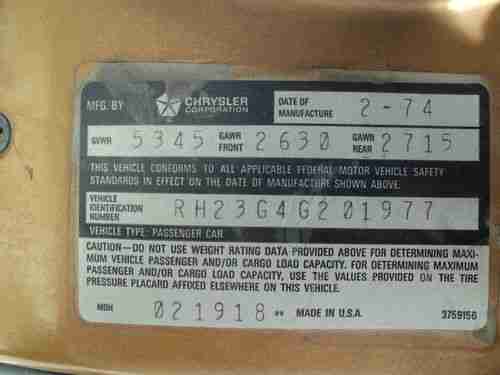 MFG. BY CHRYSLER CORPORATION DATE OF MANUFACTURE 2-74
GVWR 5345 GAWR FRONT 2630 GAWR REAR 2715
THIS VEHICLE CONFORMS TO ALL APPLICABLE FEDERAL MOTOR VEHICLE SAFETY
STANDARDS IN EFFECT ON THE DATE OF MANUFACTURE SHOWN ABOVE.
VEHICLE IDENTIFICATION NUMBER RH23G4G201977
VEHICLE TYPE: PASSENGER CAR
CAUTION—DO NOT USE WEIGHT RATING DATA PROVIDED ABOVE FOR DETERMINING MAXI-
MUM VEHICLE PASSENGER AND/OR CARGO LOAD CAPACITY. FOR DETERMINING MAXIMUM
PASSENGER AND/OR CARGO LOAD CAPACITY, USE THE VALUES PROVIDED ON THE TIRE
PRESSURE PLACARD AFFIXED ELSEWHERE ON THIS VEHICLE.
MDH 021918 ** MADE IN U.S.A. 3759156